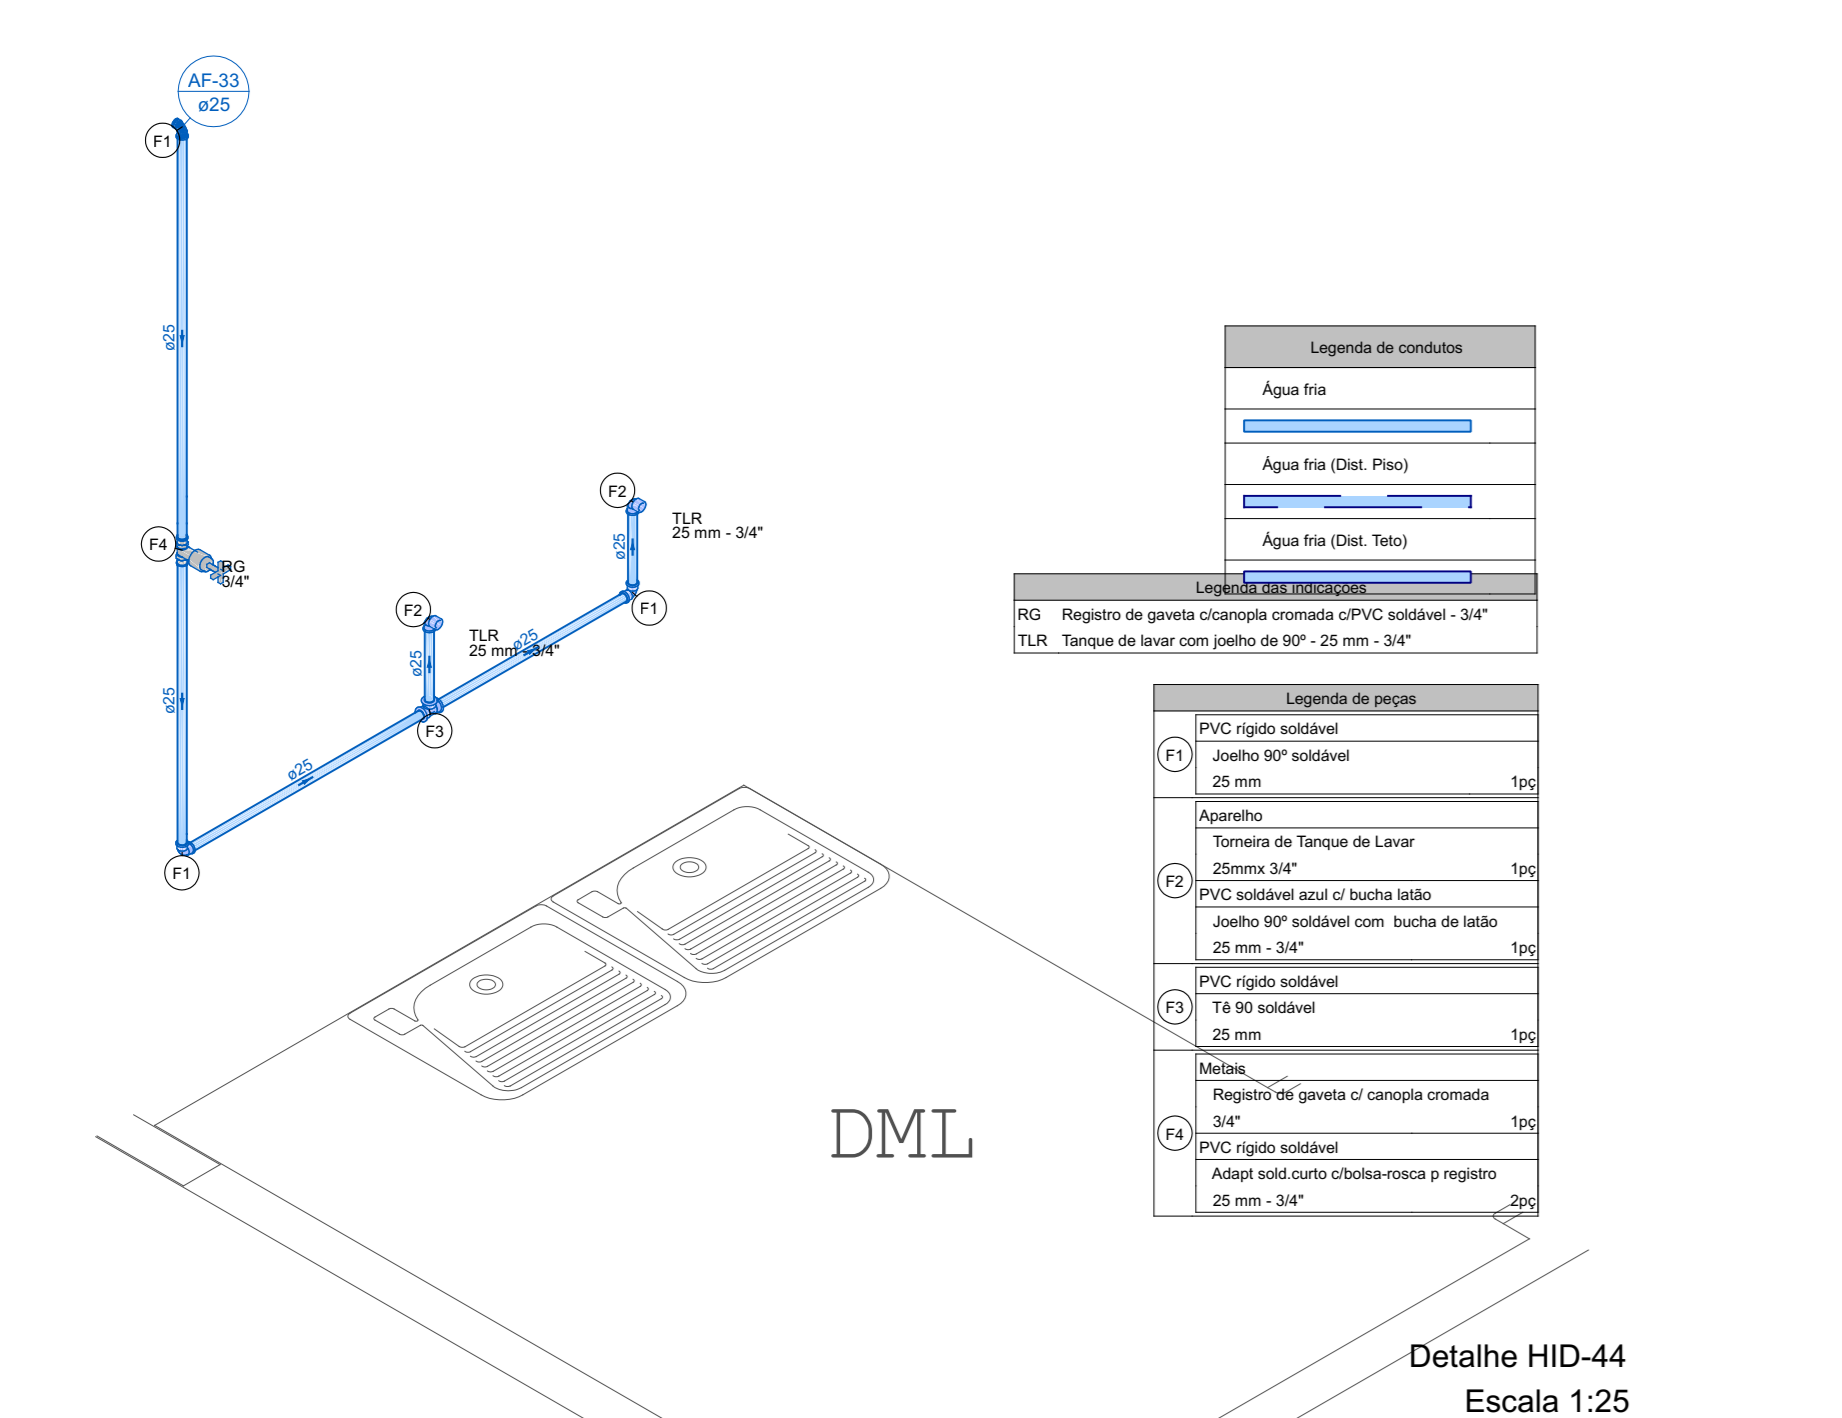 AF-33
ø25
F1
ø25
F4
RG
3/4"
ø25
F1
ø25
F3
F2
ø25
TLR
25 mm - 3/4"
ø25
F1
F2
ø25
TLR
25 mm - 3/4"
Legenda de condutos
Água fria
Água fria (Dist. Piso)
Água fria (Dist. Teto)
Legenda das indicações
RG Registro de gaveta c/canopla cromada c/PVC soldável - 3/4"
TLR Tanque de lavar com joelho de 90º - 25 mm - 3/4"
Legenda de peças
F1
PVC rígido soldável
Joelho 90º soldável
25 mm 1pç
F2
Aparelho
Torneira de Tanque de Lavar
25mmx 3/4" 1pç
PVC soldável azul c/ bucha latão
Joelho 90º soldável com bucha de latão
25 mm - 3/4" 1pç
F3
PVC rígido soldável
Tê 90 soldável
25 mm 1pç
F4
Metais
Registro de gaveta c/ canopla cromada
3/4" 1pç
PVC rígido soldável
Adapt sold.curto c/bolsa-rosca p registro
25 mm - 3/4" 2pç
DML
Detalhe HID-44
Escala 1:25